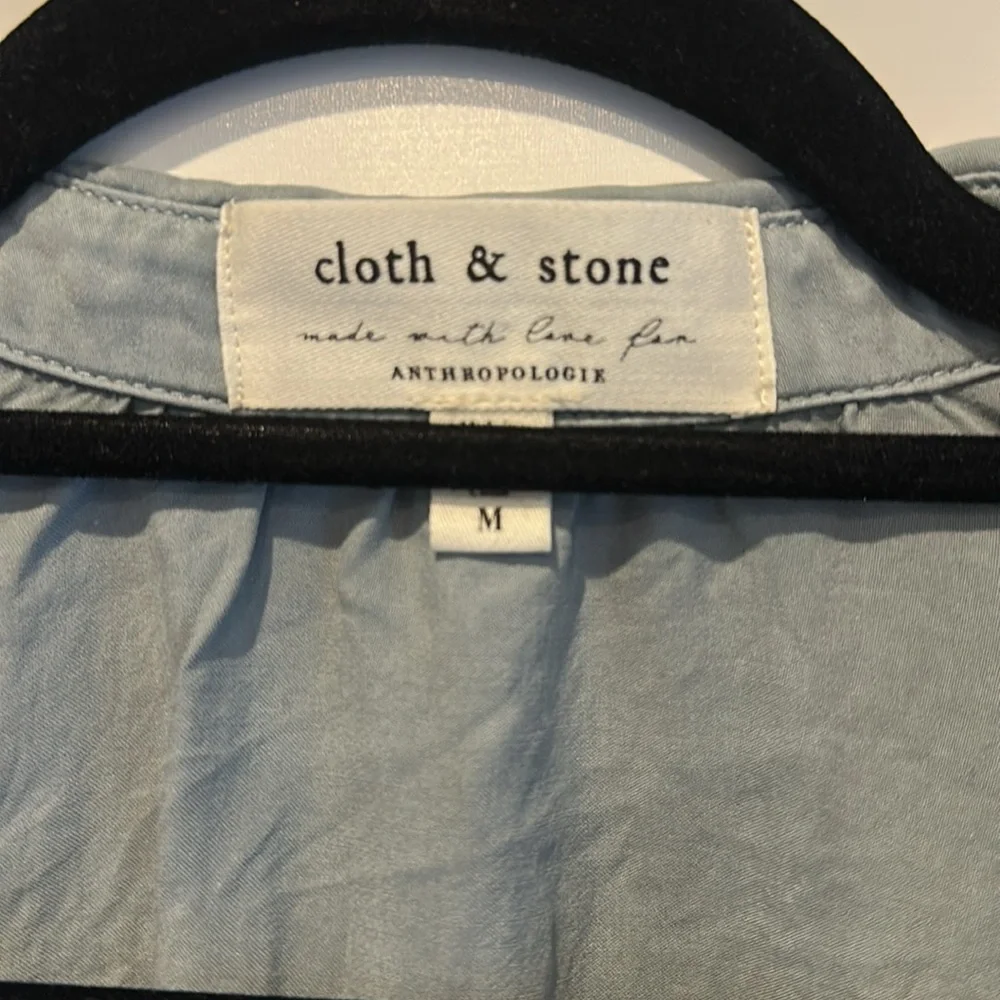 cloth & stone
made with love for
ANTHROPOLOGIE
M